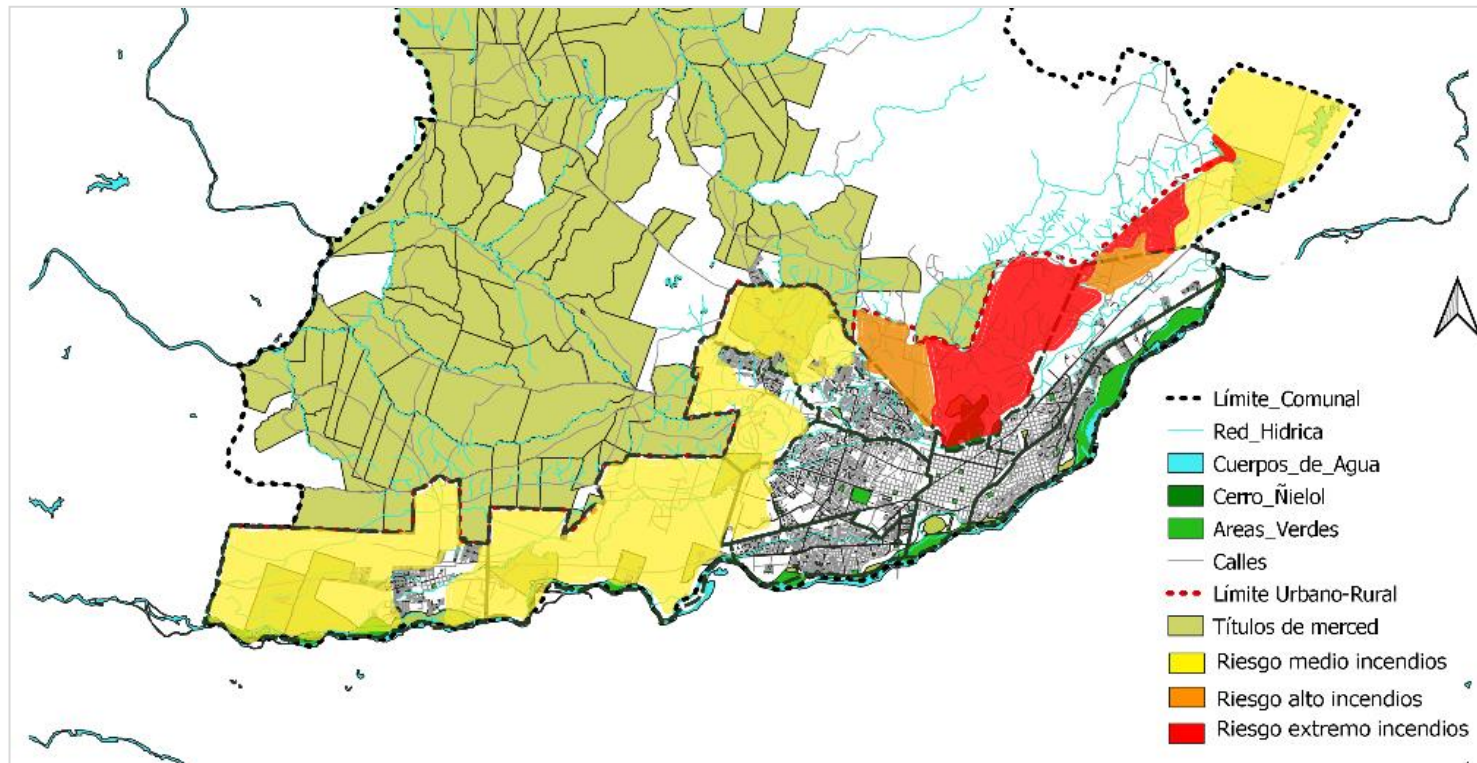 Límite_Comunal
Red_Hidrica
Cuerpos_de_Agua
Cerro_Ñielol
Areas_Verdes
Calles
Límite Urbano-Rural
Títulos de merced
Riesgo medio incendios
Riesgo alto incendios
Riesgo extremo incendios